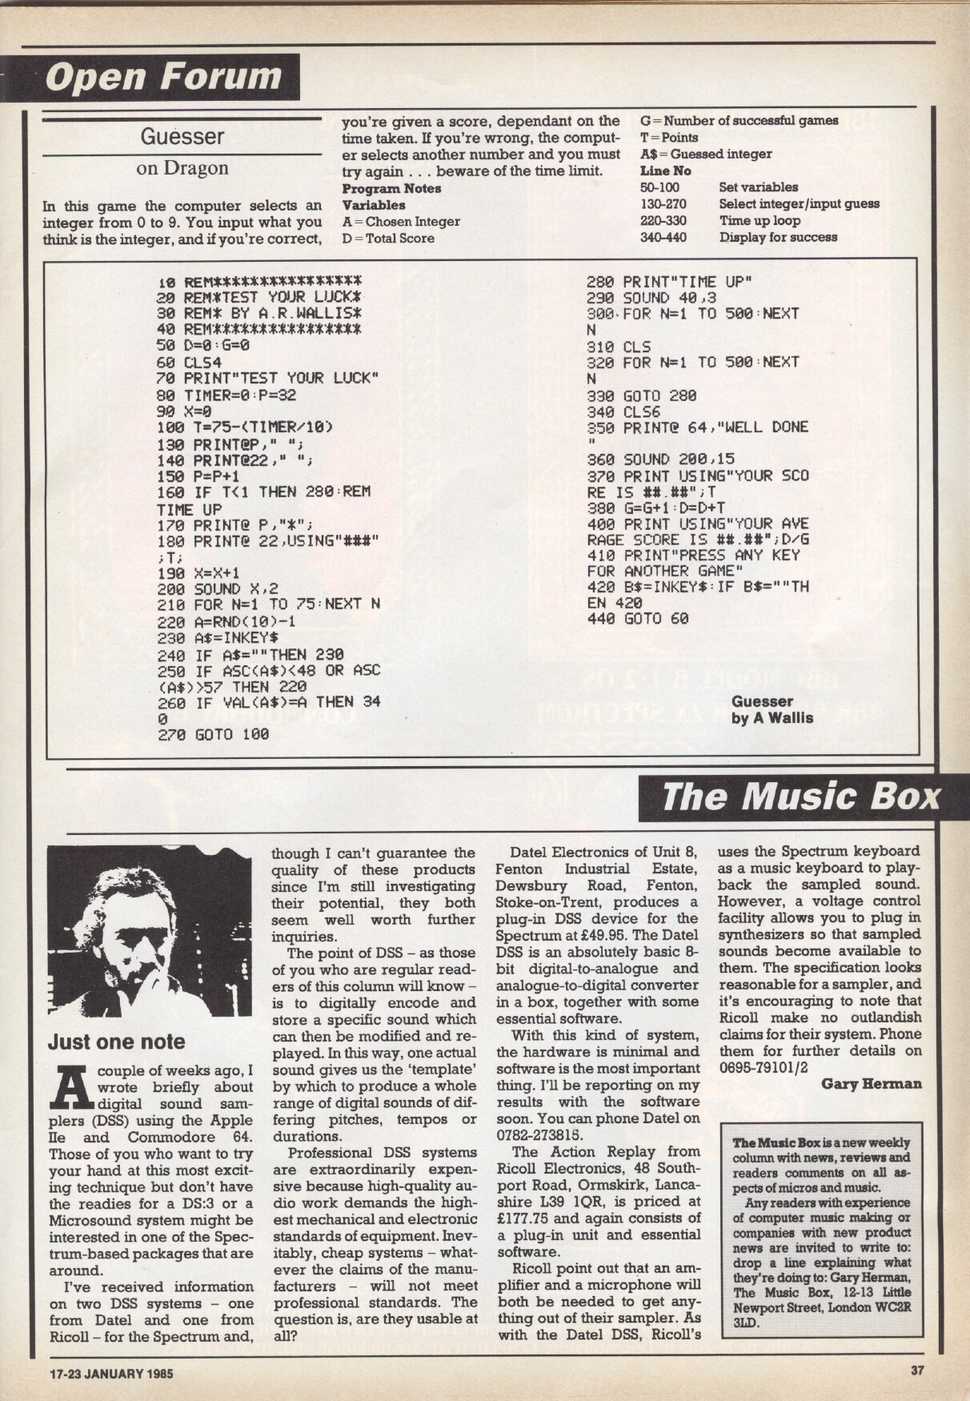 Open Forum
Guesser
on Dragon
In this game the computer selects an
integer from 0 to 9. You input what you
think is the integer, and if you're correct,
you're given a score, dependant on the
time taken. If you're wrong, the comput-
er selects another number and you must
try again . . . beware of the time limit.
Program Notes
Variables
A = Chosen Integer
D = Total Score
G = Number of successful games
T = Points
A$ = Guessed integer
Line No
50-100 Set variables
130-270 Select integer/input guess
220-330 Time up loop
340-440 Display for success
10 REM****************
20 REM*TEST YOUR LUCK*
30 REM* BY A.R.WALLIS*
40 REM****************
50 D=0:G=0
60 CLS4
70 PRINT"TEST YOUR LUCK"
80 TIMER=0:P=32
90 X=0
100 T=75-(TIMER/10)
130 PRINT@P," ";
140 PRINT@22," ";
150 P=P+1
160 IF T<1 THEN 280:REM
TIME UP
170 PRINT@ P,"*";
180 PRINT@ 22,USING"###"
;T;
190 X=X+1
200 SOUND X,2
210 FOR N=1 TO 75:NEXT N
220 A=RND(10)-1
230 A$=INKEY$
240 IF A$=""THEN 230
250 IF ASC(A$)<48 OR ASC
(A$)>57 THEN 220
260 IF VAL(A$)=A THEN 34
0
270 GOTO 100
280 PRINT"TIME UP"
290 SOUND 40,3
300 FOR N=1 TO 500:NEXT
N
310 CLS
320 FOR N=1 TO 500:NEXT
N
330 GOTO 280
340 CLS6
350 PRINT@ 64,"WELL DONE
"
360 SOUND 200,15
370 PRINT USING"YOUR SCO
RE IS ##.##";T
380 G=G+1:D=D+T
400 PRINT USING"YOUR AVE
RAGE SCORE IS ##.##";D/G
410 PRINT"PRESS ANY KEY
FOR ANOTHER GAME"
420 B$=INKEY$:IF B$=""TH
EN 420
440 GOTO 60
Guesser
by A Wallis
The Music Box
Just one note
A couple of weeks ago, I
wrote briefly about
digital sound sam-
plers (DSS) using the Apple
IIe and Commodore 64.
Those of you who want to try
your hand at this most excit-
ing technique but don't have
the readies for a DS:3 or a
Microsound system might be
interested in one of the Spec-
trum-based packages that are
around.
I've received information
on two DSS systems – one
from Datel and one from
Ricoll – for the Spectrum and,
though I can't guarantee the
quality of these products
since I'm still investigating
their potential, they both
seem well worth further
inquiries.
The point of DSS – as those
of you who are regular read-
ers of this column will know –
is to digitally encode and
store a specific sound which
can then be modified and re-
played. In this way, one actual
sound gives us the 'template'
by which to produce a whole
range of digital sounds of dif-
fering pitches, tempos or
durations.
Professional DSS systems
are extraordinarily expen-
sive because high-quality au-
dio work demands the high-
est mechanical and electronic
standards of equipment. Inev-
itably, cheap systems – what-
ever the claims of the manu-
facturers – will not meet
professional standards. The
question is, are they usable at
all?
Datel Electronics of Unit 8,
Fenton Industrial Estate,
Dewsbury Road, Fenton,
Stoke-on-Trent, produces a
plug-in DSS device for the
Spectrum at £49.95. The Datel
DSS is an absolutely basic 8-
bit digital-to-analogue and
analogue-to-digital converter
in a box, together with some
essential software.
With this kind of system,
the hardware is minimal and
software is the most important
thing. I'll be reporting on my
results with the software
soon. You can phone Datel on
0782-273815.
The Action Replay from
Ricoll Electronics, 48 South-
port Road, Ormskirk, Lanca-
shire L39 1QR, is priced at
£177.75 and again consists of
a plug-in unit and essential
software.
Ricoll point out that an am-
plifier and a microphone will
both be needed to get any-
thing out of their sampler. As
with the Datel DSS, Ricoll's
uses the Spectrum keyboard
as a music keyboard to play-
back the sampled sound.
However, a voltage control
facility allows you to plug in
synthesizers so that sampled
sounds become available to
them. The specification looks
reasonable for a sampler, and
it's encouraging to note that
Ricoll make no outlandish
claims for their system. Phone
them for further details on
0695-79101/2
Gary Herman
The Music Box is a new weekly
column with news, reviews and
readers comments on all as-
pects of micros and music.
Any readers with experience
of computer music making or
companies with new product
news are invited to write to:
drop a line explaining what
they're doing to: Gary Herman,
The Music Box, 12-13 Little
Newport Street, London WC2R
3LD.
17-23 JANUARY 1985
37